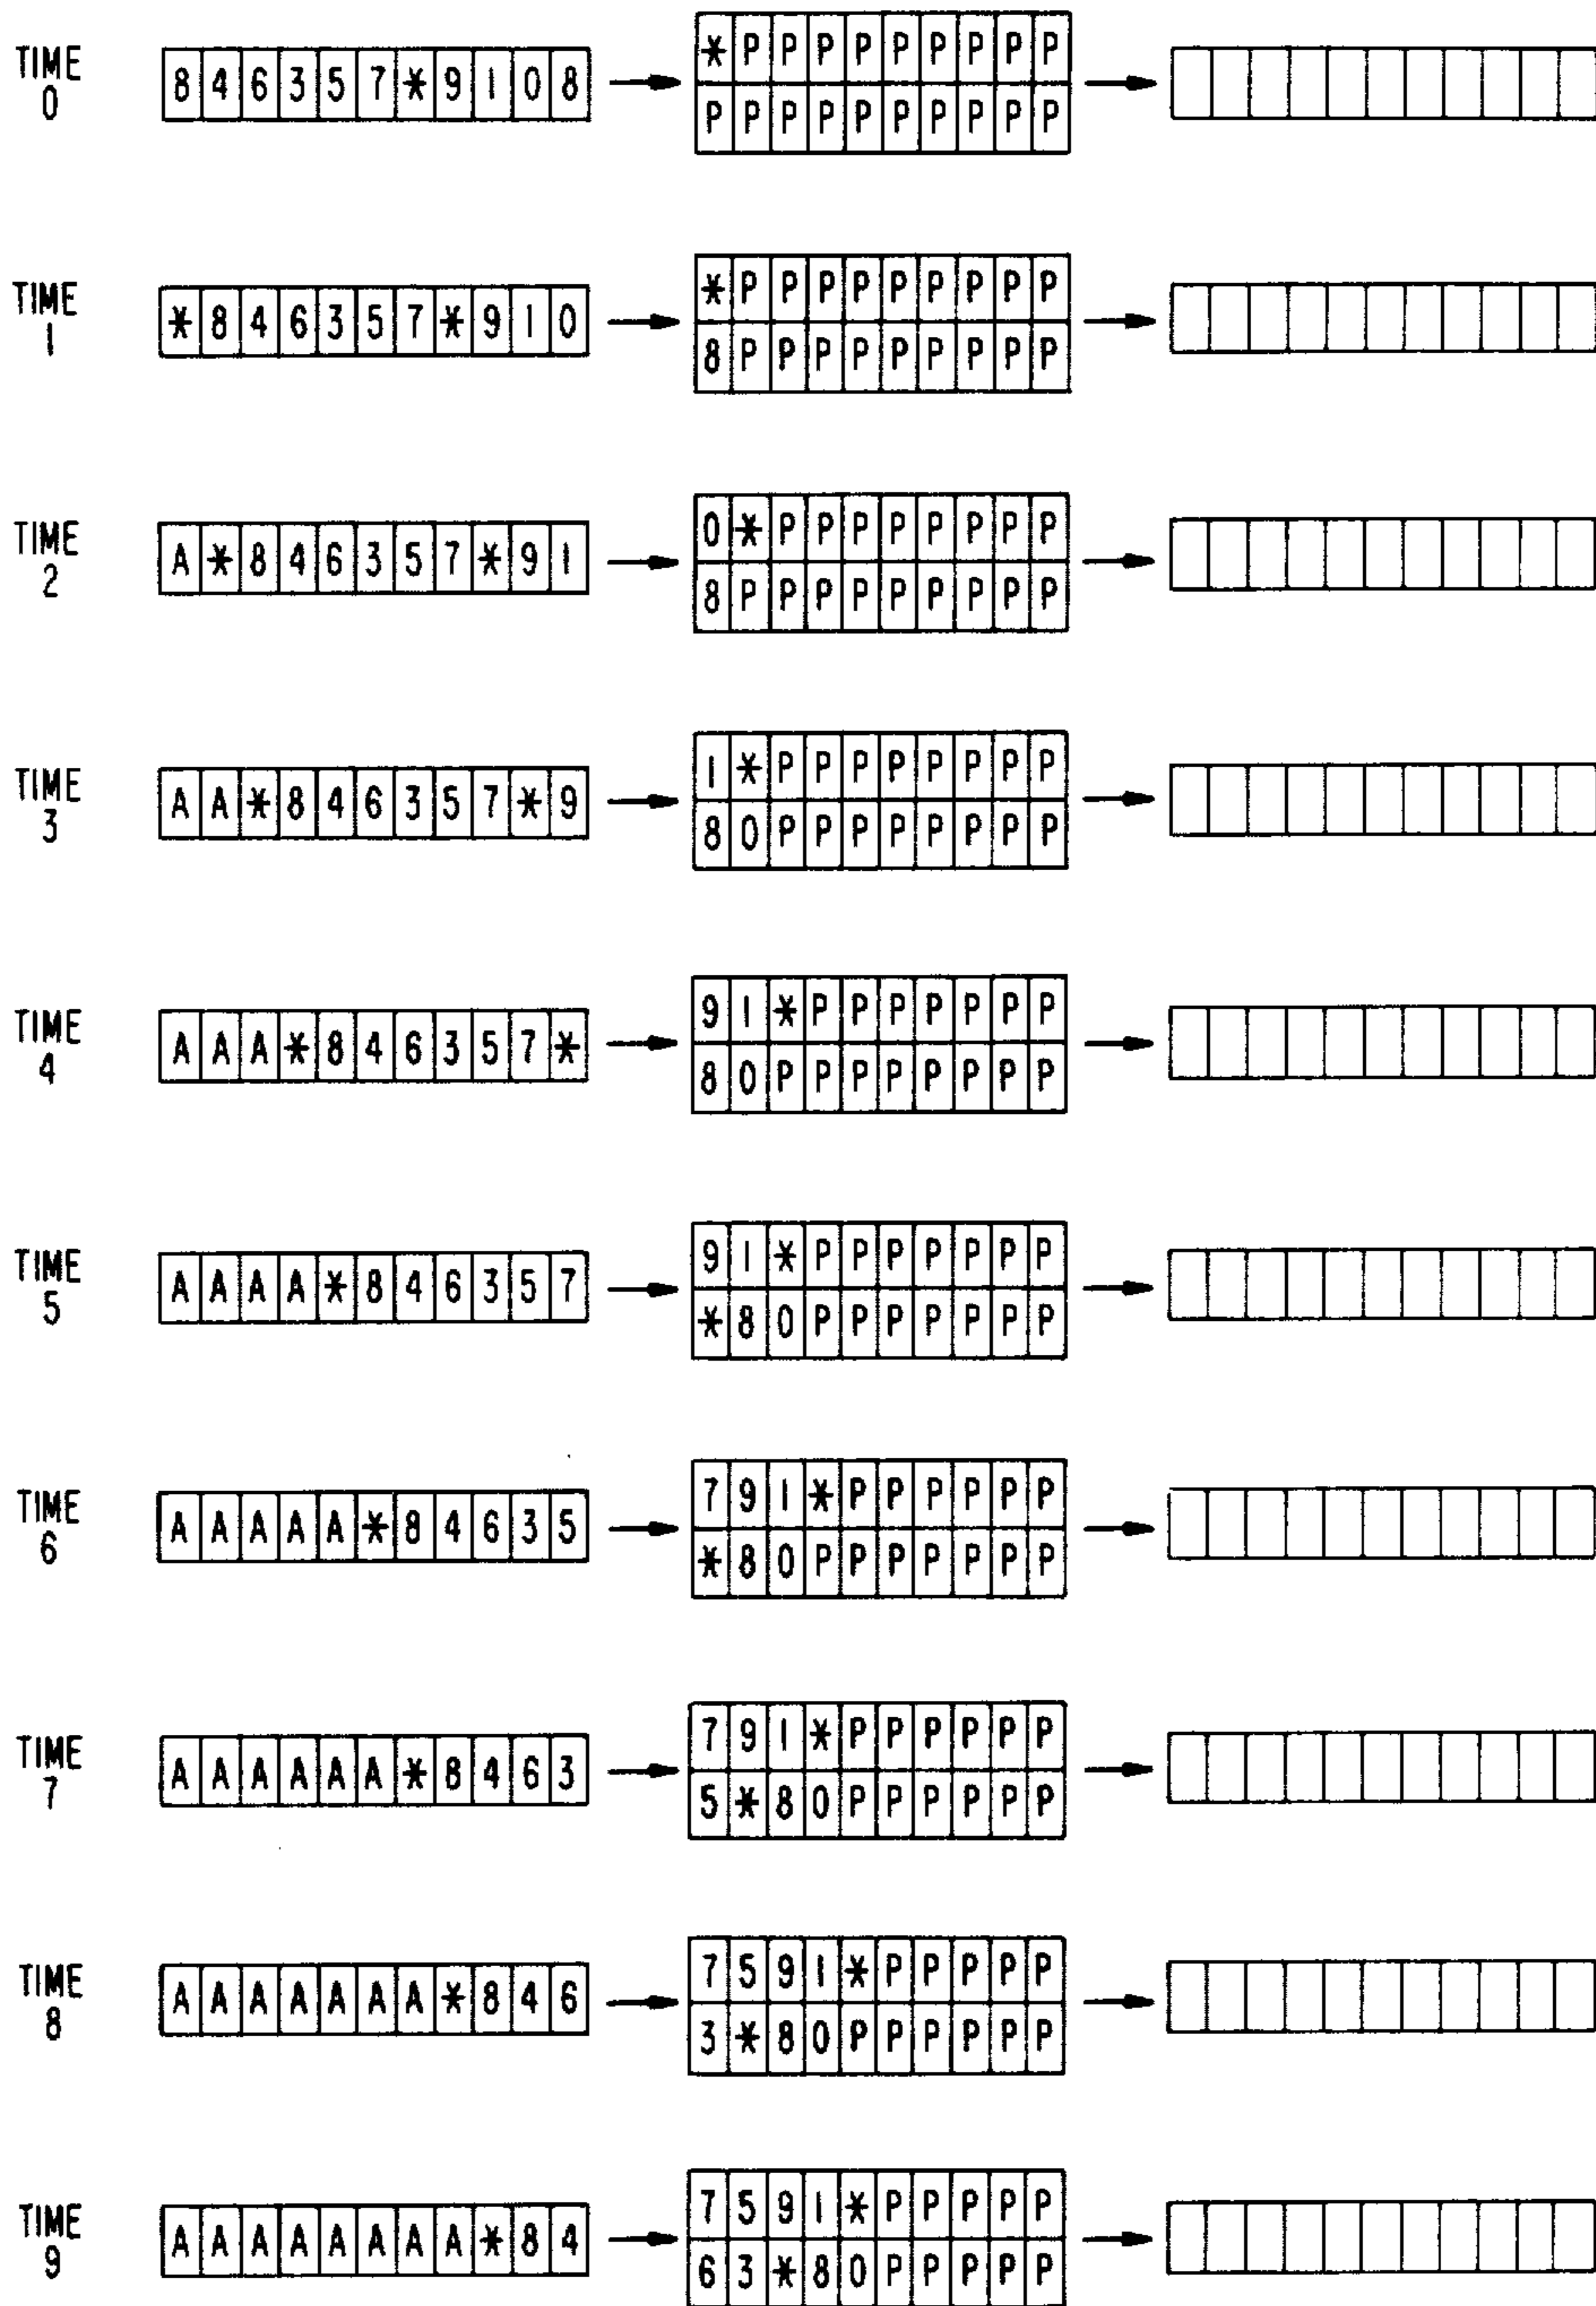 * P P P P P P P P P
TIME 0 8 4 6 3 5 7 * 9 1 0 8
P P P P P P P P P P
* P P P P P P P P P
TIME 1 * 8 4 6 3 5 7 * 9 1 0
8 P P P P P P P P P
0 * P P P P P P P P
TIME 2 A * 8 4 6 3 5 7 * 9 1
8 P P P P P P P P P
1 * P P P P P P P P
TIME 3 A A * 8 4 6 3 5 7 * 9
8 0 P P P P P P P P
9 1 * P P P P P P P
TIME 4 A A A * 8 4 6 3 5 7 *
8 0 P P P P P P P P
9 1 * P P P P P P P
TIME 5 A A A A * 8 4 6 3 5 7
* 8 0 P P P P P P P
7 9 1 * P P P P P P
TIME 6 A A A A A * 8 4 6 3 5
* 8 0 P P P P P P P
7 9 1 * P P P P P P
TIME 7 A A A A A A * 8 4 6 3
5 * 8 0 P P P P P P
7 5 9 1 * P P P P P
TIME 8 A A A A A A A * 8 4 6
3 * 8 0 P P P P P P
7 5 9 1 * P P P P P
TIME 9 A A A A A A A A * 8 4
6 3 * 8 0 P P P P P